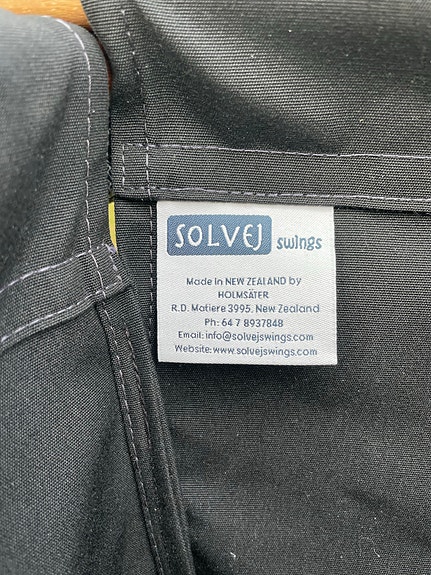 SOLVEJ swings
Made in NEW ZEALAND by
HOLMSÄTER
R.D. Matiere 3995, New Zealand
Ph: 64 7 8937848
Email: info@solvejswings.com
Website: www.solvejswings.com